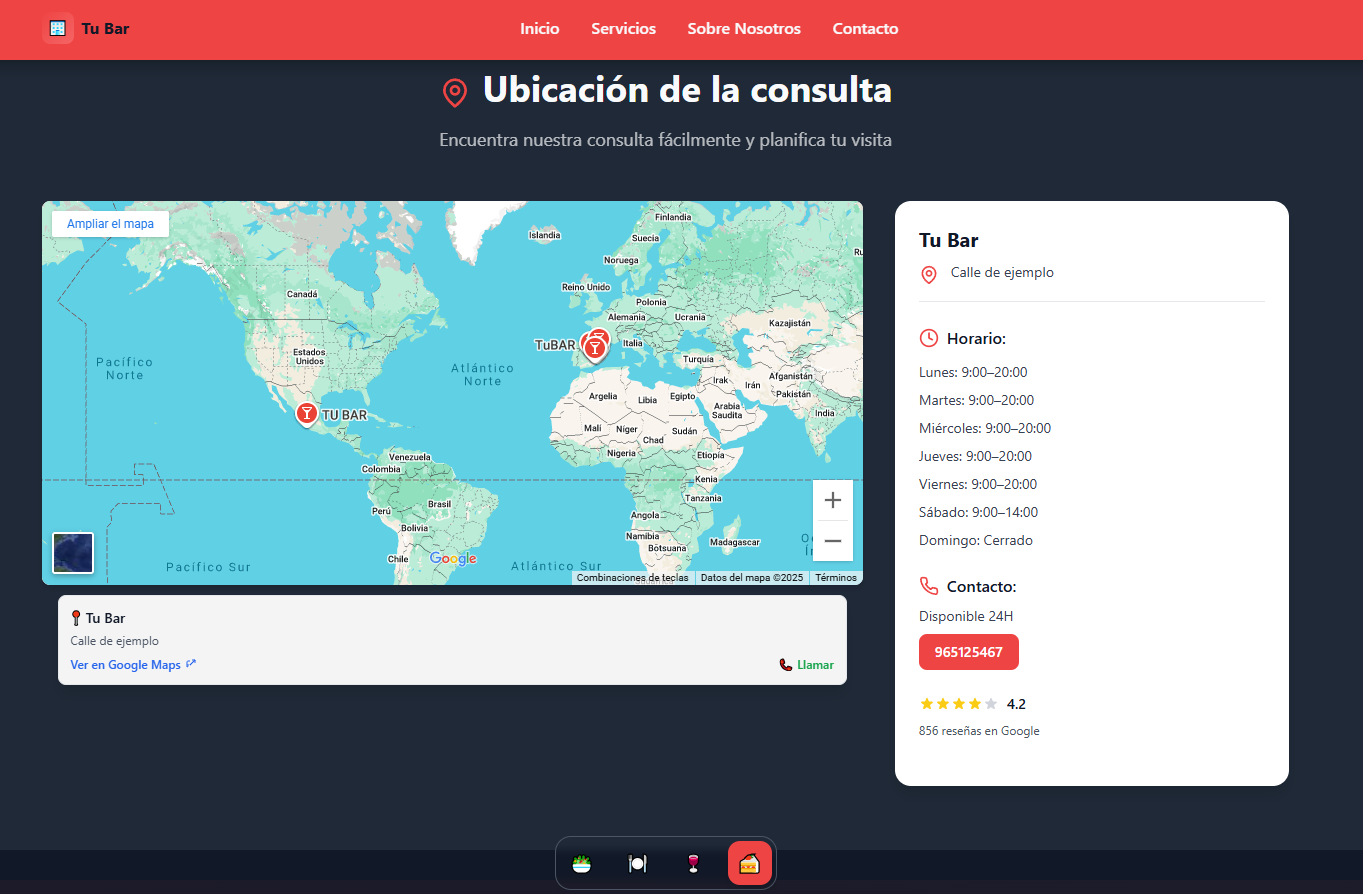 Tu Bar
Inicio
Servicios
Sobre Nosotros
Contacto
Ubicación de la consulta
Encuentra nuestra consulta fácilmente y planifica tu visita
Ampliar el mapa
Finlandia
Islandia
Suecia
Ru
Noruega
Reino Unido
Canadá
Polonia
Alemania
Ucrania
Kazajistán
TuBAR
Italia
Estados
Unidos
Pacífico
Norte
Atlántico
Norte
Turquía
Irak
Irán
Afganistán
Pakistán
Argelia
Libia
Egipto
Arabia
Saudita
India
TU BAR
Malí
Níger
Chad
Sudán
Nigeria
Etiopía
Venezuela
Colombia
Kenia
Tanzania
Perú
Brasil
Angola
Bolivia
Namibia
Botsuana
Madagascar
Chile
Google
Pacífico Sur
Atlántico Sur
Combinaciones de teclas
Datos del mapa ©2025
Términos
Tu Bar
Calle de ejemplo
Ver en Google Maps
Llamar
Tu Bar
Calle de ejemplo
Horario:
Lunes: 9:00–20:00
Martes: 9:00–20:00
Miércoles: 9:00–20:00
Jueves: 9:00–20:00
Viernes: 9:00–20:00
Sábado: 9:00–14:00
Domingo: Cerrado
Contacto:
Disponible 24H
965125467
4.2
856 reseñas en Google